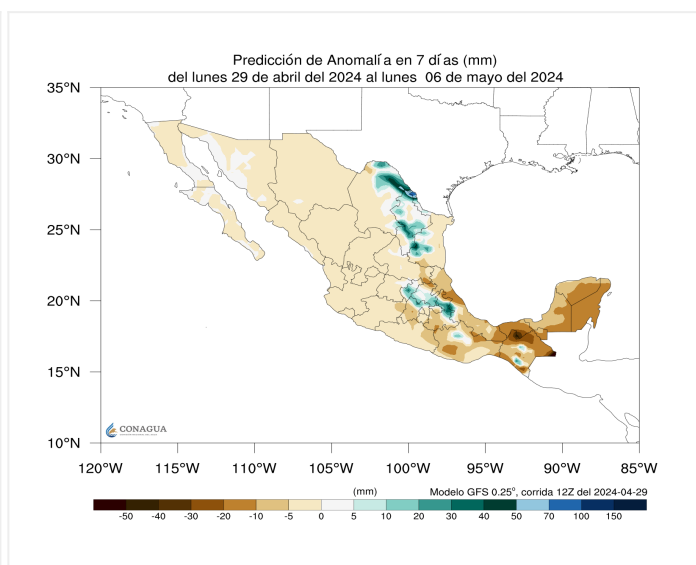 Predicción de Anomalía en 7 días (mm)
del lunes 29 de abril del 2024 al lunes 06 de mayo del 2024
35°N
30°N
25°N
20°N
15°N
10°N
CONAGUA
120°W 115°W 110°W 105°W 100°W 95°W 90°W 85°W
(mm) Modelo GFS 0.25°, corrida 12Z del 2024-04-29
-50 -40 -30 -20 -10 -5 0 5 10 20 30 40 50 70 100 150